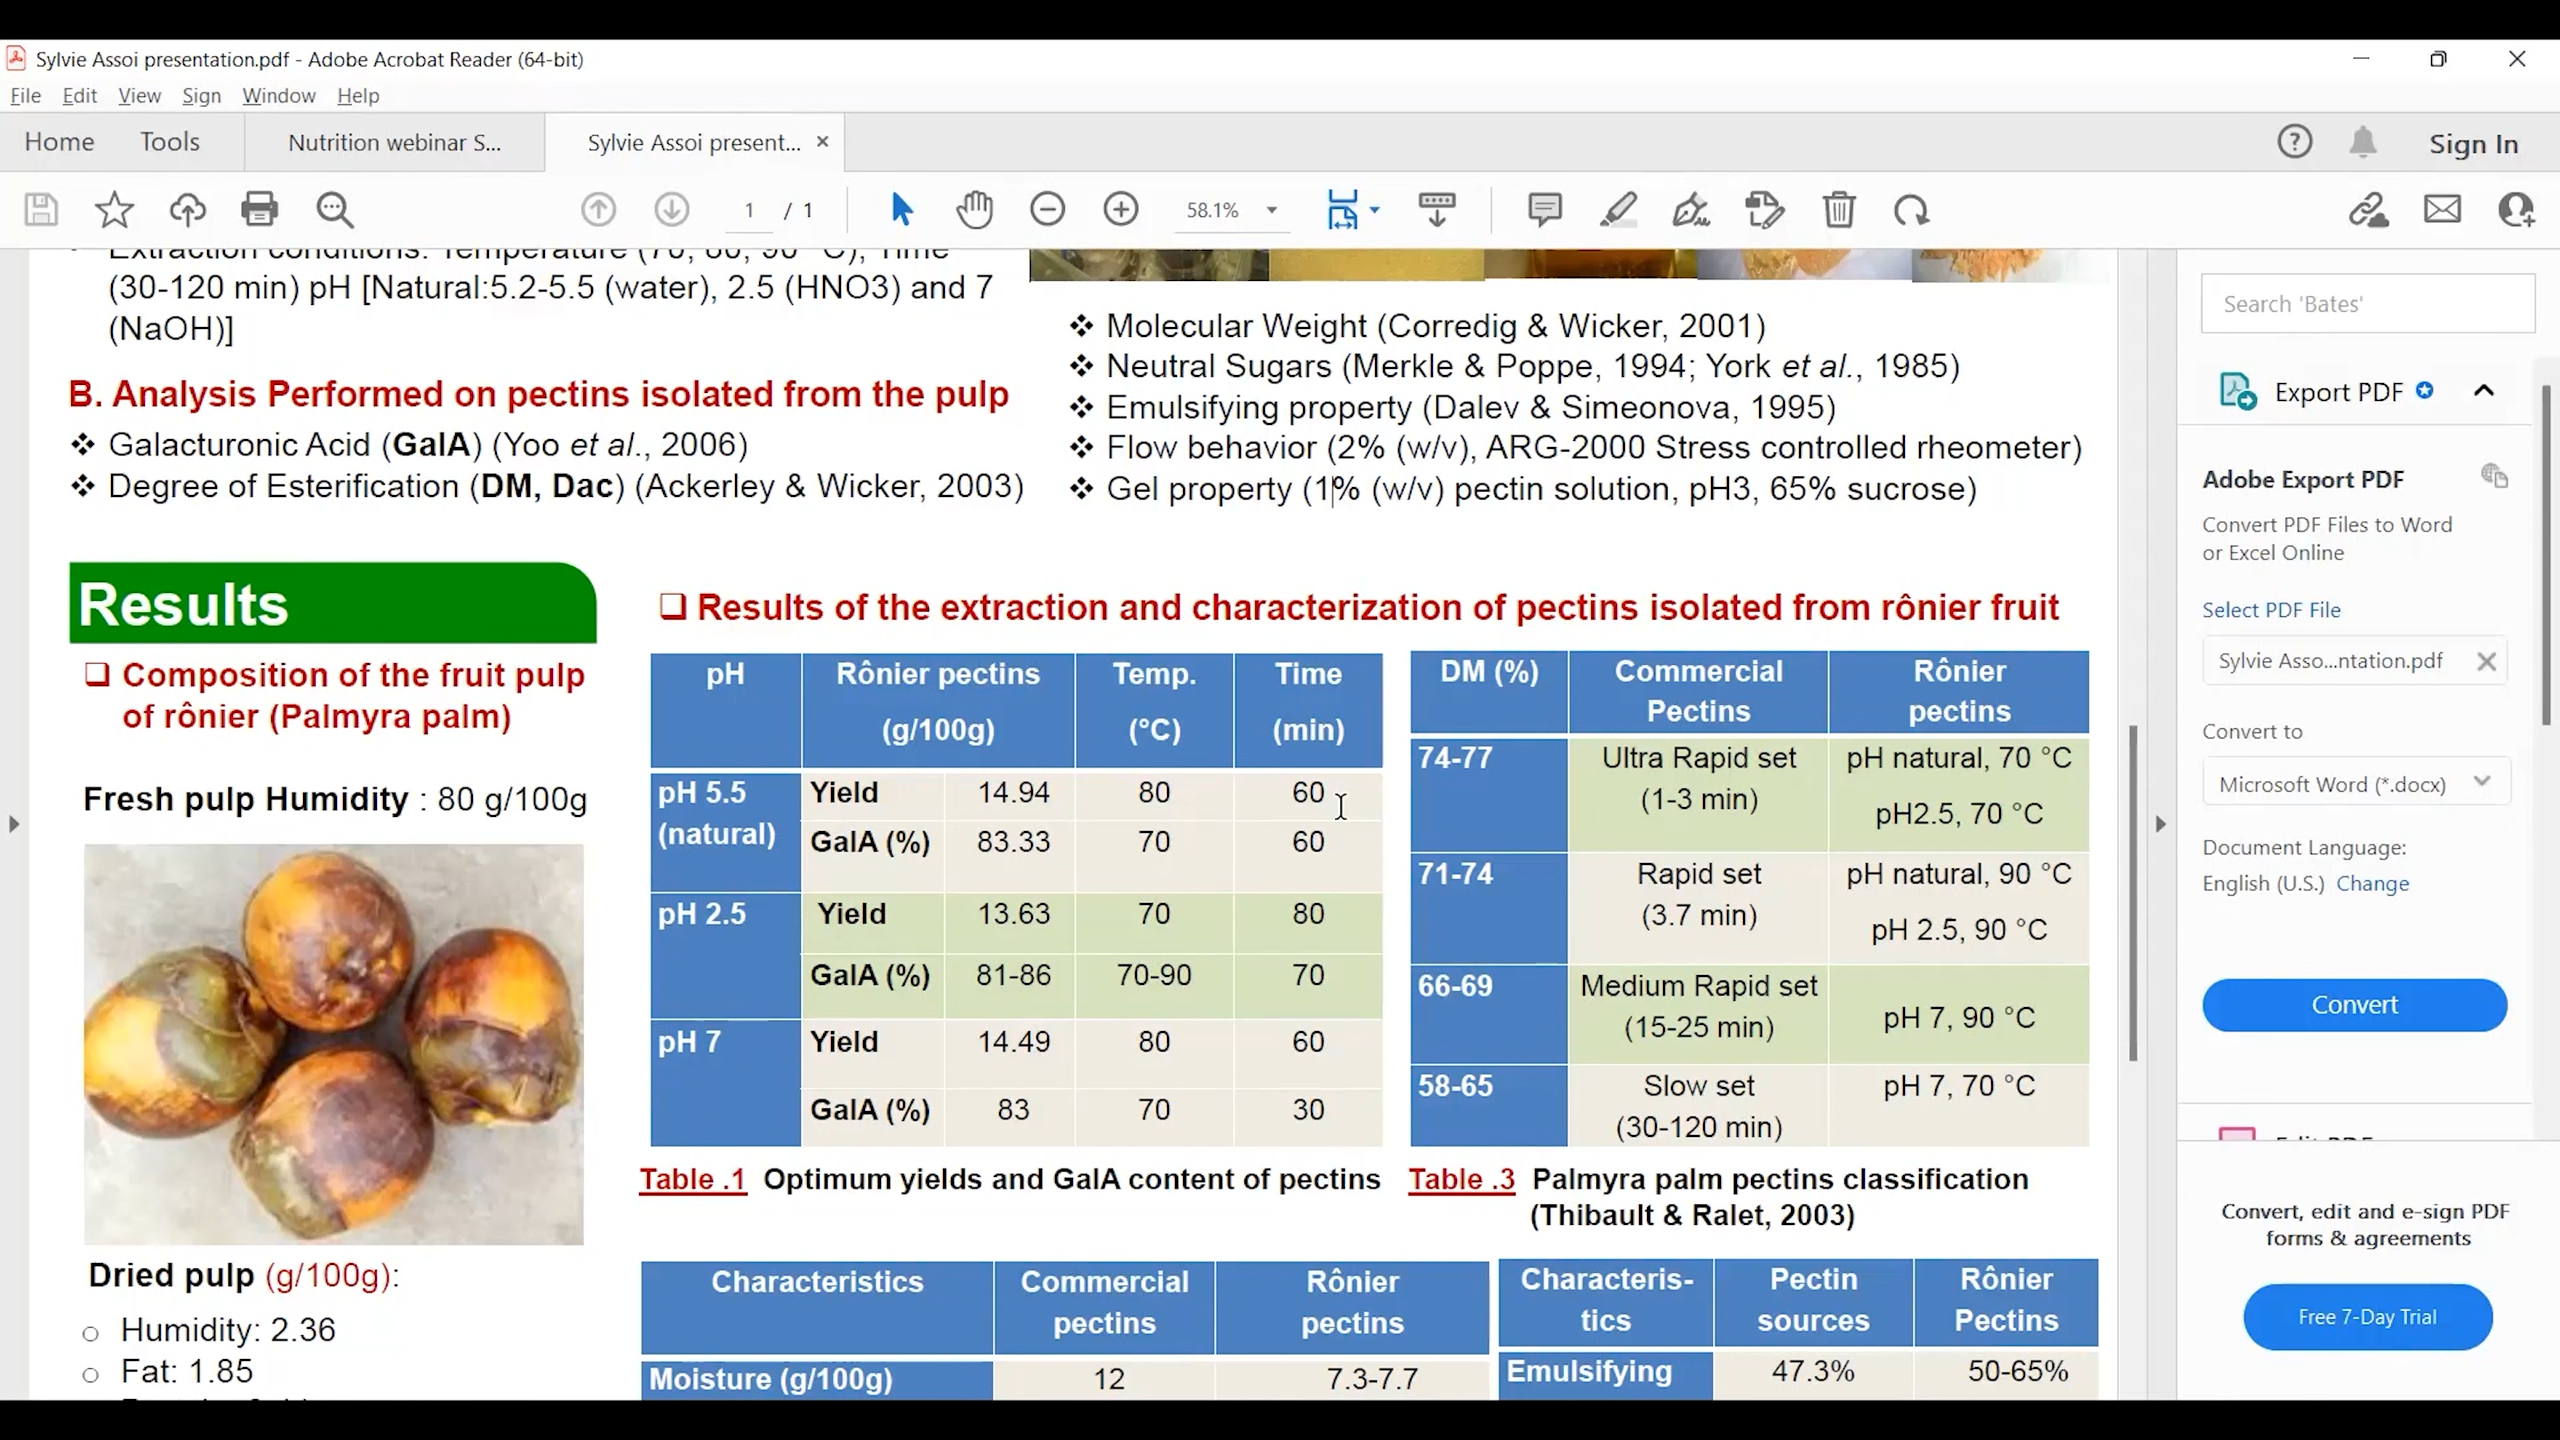 Sylvie Assoi presentation.pdf - Adobe Acrobat Reader (64-bit)
File Edit View Sign Window Help
Home Tools Nutrition webinar S... Sylvie Assoi present... ×
Sign In
1 / 1
58.1%
Extraction conditions: Temperature (70, 80, 90 °C), Time
(30-120 min) pH [Natural:5.2-5.5 (water), 2.5 (HNO3) and 7
(NaOH)]
B. Analysis Performed on pectins isolated from the pulp
❖ Galacturonic Acid (GalA) (Yoo et al., 2006)
❖ Degree of Esterification (DM, Dac) (Ackerley & Wicker, 2003)
❖ Molecular Weight (Corredig & Wicker, 2001)
❖ Neutral Sugars (Merkle & Poppe, 1994; York et al., 1985)
❖ Emulsifying property (Dalev & Simeonova, 1995)
❖ Flow behavior (2% (w/v), ARG-2000 Stress controlled rheometer)
❖ Gel property (1% (w/v) pectin solution, pH3, 65% sucrose)
Results
❑ Composition of the fruit pulp
of rônier (Palmyra palm)
Fresh pulp Humidity : 80 g/100g
Dried pulp (g/100g):
○ Humidity: 2.36
○ Fat: 1.85
❑ Results of the extraction and characterization of pectins isolated from rônier fruit
pH Rônier pectins Temp. Time
(g/100g) (°C) (min)
pH 5.5 Yield 14.94 80 60
(natural) GalA (%) 83.33 70 60
pH 2.5 Yield 13.63 70 80
GalA (%) 81-86 70-90 70
pH 7 Yield 14.49 80 60
GalA (%) 83 70 30
Table .1 Optimum yields and GalA content of pectins
DM (%) Commercial Rônier
Pectins pectins
74-77 Ultra Rapid set pH natural, 70 °C
(1-3 min) pH2.5, 70 °C
71-74 Rapid set pH natural, 90 °C
(3.7 min) pH 2.5, 90 °C
66-69 Medium Rapid set pH 7, 90 °C
(15-25 min)
58-65 Slow set pH 7, 70 °C
(30-120 min)
Table .3 Palmyra palm pectins classification
(Thibault & Ralet, 2003)
Characteristics Commercial Rônier
pectins pectins
Moisture (g/100g) 12 7.3-7.7
Characteris- Pectin Rônier
tics sources Pectins
Emulsifying 47.3% 50-65%
Search 'Bates'
Export PDF
Adobe Export PDF
Convert PDF Files to Word
or Excel Online
Select PDF File
Sylvie Asso...ntation.pdf
Convert to
Microsoft Word (*.docx)
Document Language:
English (U.S.) Change
Convert
Edit PDF
Convert, edit and e-sign PDF
forms & agreements
Free 7-Day Trial